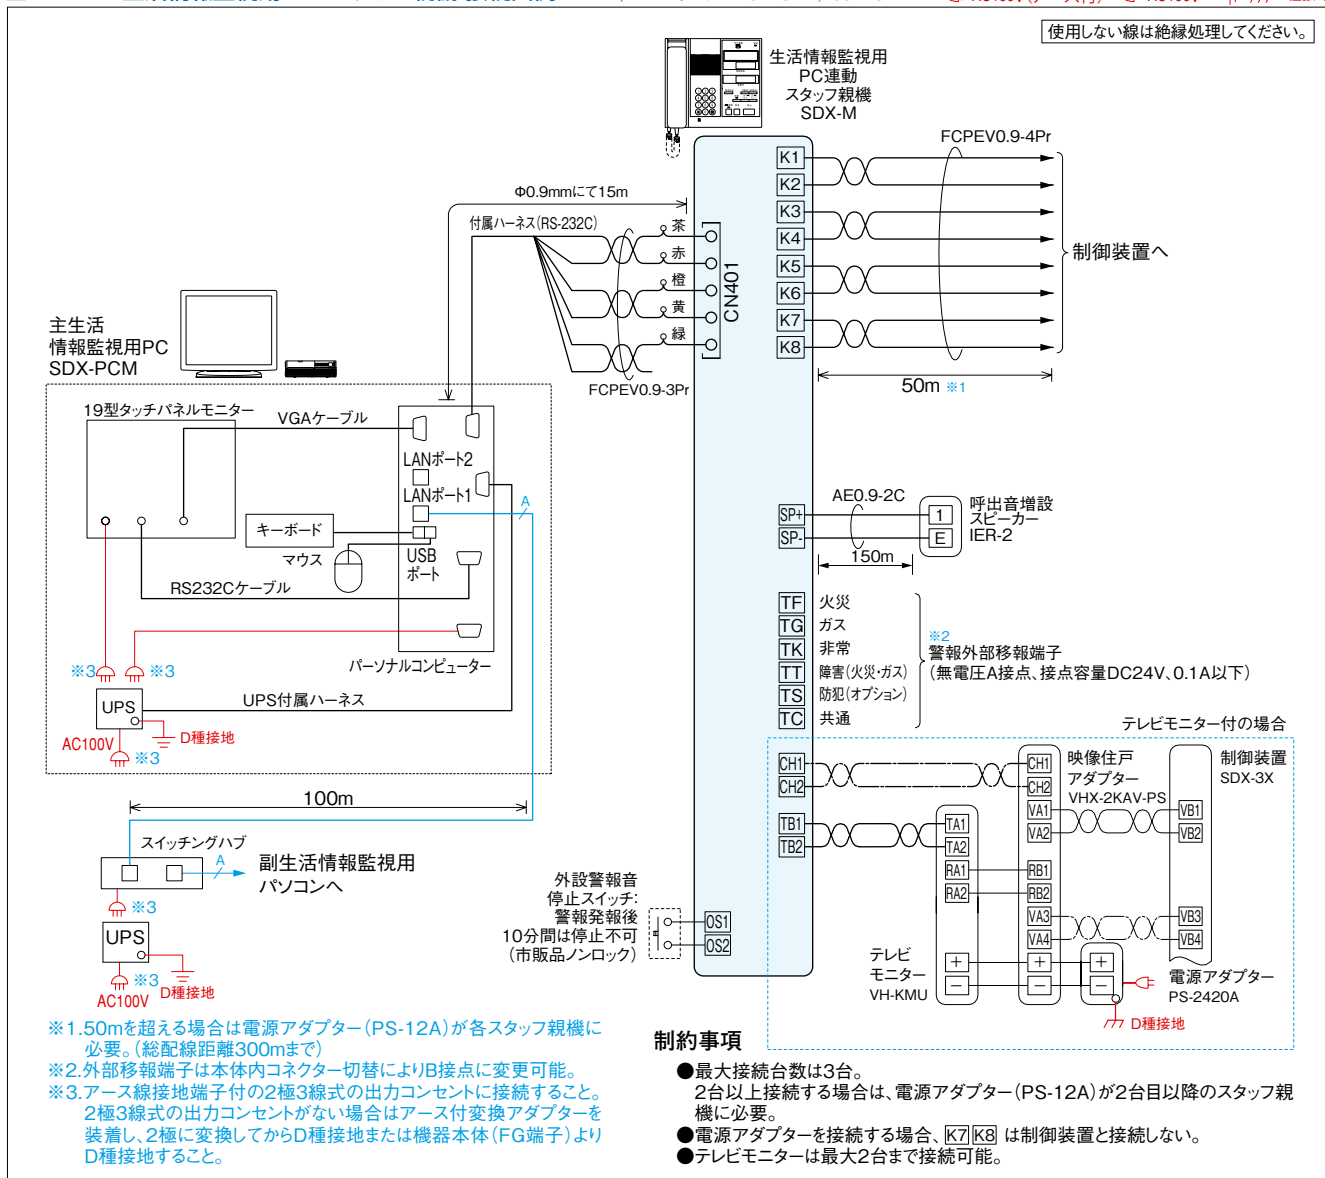 使用しない線は絶縁処理してください。
生活情報監視用
PC連動
スタッフ親機
SDX-M
FCPEV0.9-4Pr
K1
K2
K3
K4
K5
K6
K7
K8
制御装置へ
50m ※1
Φ0.9mmにて15m
付属ハーネス(RS-232C)
茶
赤
橙
黄
緑
CN401
FCPEV0.9-3Pr
主生活
情報監視用PC
SDX-PCM
19型タッチパネルモニター
VGAケーブル
LANポート2
LANポート1
A
キーボード
マウス
USB
ポート
RS232Cケーブル
パーソナルコンピューター
※3
※3
UPS
UPS付属ハーネス
D種接地
AC100V
※3
100m
スイッチングハブ
A
副生活情報監視用
パソコンへ
※3
UPS
※3
D種接地
AC100V
SP+
SP-
AE0.9-2C
150m
1
E
呼出音増設
スピーカー
IER-2
TF 火災
TG ガス
TK 非常
TT 障害(火災・ガス)
TS 防犯(オプション)
TC 共通
※2
警報外部移報端子
(無電圧A接点、接点容量DC24V、0.1A以下)
テレビモニター付の場合
CH1
CH2
TB1
TB2
CH1
CH2
VA1
VA2
RB1
RB2
VA3
VA4
+
−
映像住戸
アダプター
VHX-2KAV-PS
制御装置
SDX-3X
VB1
VB2
VB3
VB4
TA1
TA2
RA1
RA2
+
−
テレビ
モニター
VH-KMU
+
−
電源アダプター
PS-2420A
D種接地
外設警報音
停止スイッチ:
警報発報後
10分間は停止不可
(市販品ノンロック)
OS1
OS2
※1.50mを超える場合は電源アダプター(PS-12A)が各スタッフ親機に
必要。(総配線距離300mまで)
※2.外部移報端子は本体内コネクター切替によりB接点に変更可能。
※3.アース線接地端子付の2極3線式の出力コンセントに接続すること。
2極3線式の出力コンセントがない場合はアース付変換アダプターを
装着し、2極に変換してからD種接地または機器本体(FG端子)より
D種接地すること。
制約事項
●最大接続台数は3台。
2台以上接続する場合は、電源アダプター(PS-12A)が2台目以降のスタッフ親
機に必要。
●電源アダプターを接続する場合、K7 K8 は制御装置と接続しない。
●テレビモニターは最大2台まで接続可能。